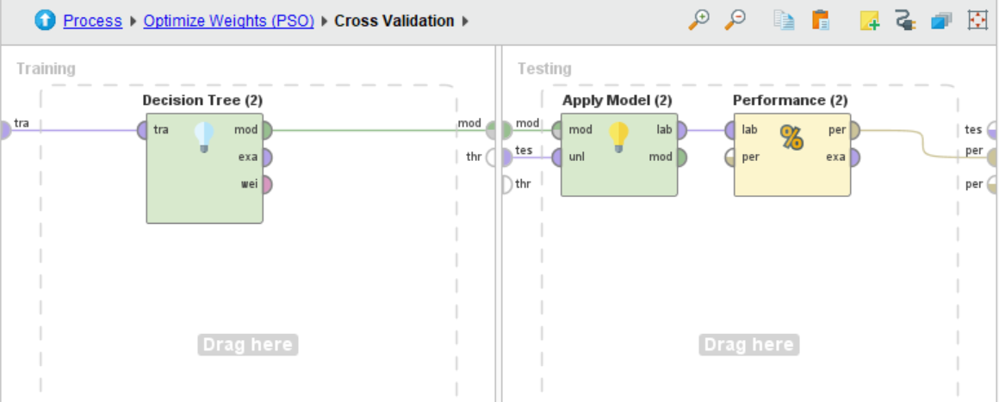 Process Optimize Weights (PSO) Cross Validation
Training
Testing
Decision Tree (2)
Apply Model (2)
Performance (2)
tra
tra
mod
exa
wei
mod
thr
mod
tes
thr
mod
unl
lab
mod
lab
per
per
exa
tes
per
per
%
Drag here
Drag here